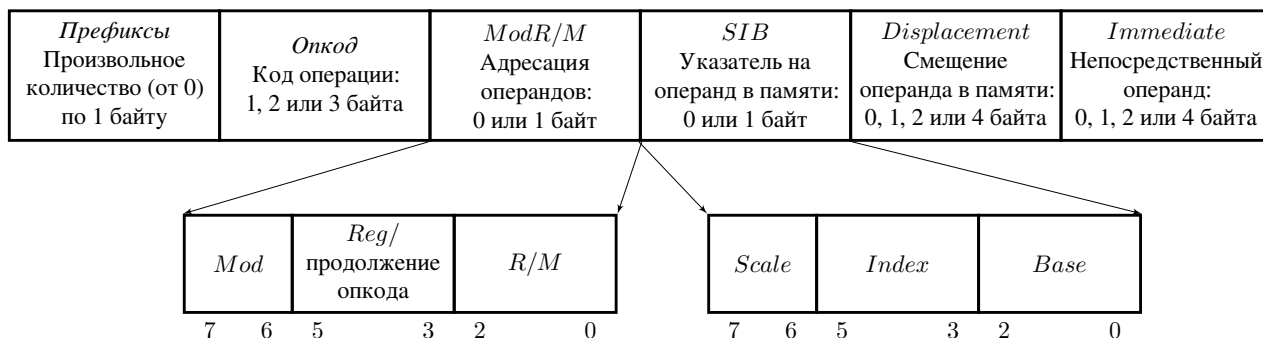 Префиксы
Произвольное
количество (от 0)
по 1 байту
Опкод
Код операции:
1, 2 или 3 байта
ModR/M
Адресация
операндов:
0 или 1 байт
SIB
Указатель на
операнд в памяти:
0 или 1 байт
Displacement
Смещение
операнда в памяти:
0, 1, 2 или 4 байта
Immediate
Непосредственный
операнд:
0, 1, 2 или 4 байта
Mod
Reg/
продолжение
опкода
R/M
Scale
Index
Base
7 6 5 3 2 0
7 6 5 3 2 0